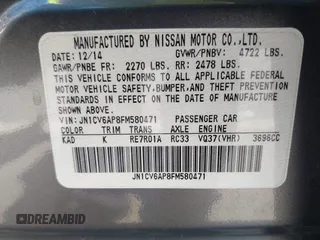 MANUFACTURED BY NISSAN MOTOR CO.,LTD.
DATE: 12/14 GVWR/PNBV: 4722 LBS.
GAWR/PNBE FR: 2270 LBS. RR: 2478 LBS.
THIS VEHICLE CONFORMS TO ALL APPLICABLE FEDERAL
MOTOR VEHICLE SAFETY,BUMPER,AND THEFT PREVENTION
STANDARDS IN EFFECT ON THE DATE OF MANUFACTURE
SHOWN ABOVE.
VIN: JN1CV6AP8FM580471 PASSENGER CAR
COLOR TRIM TRANS AXLE ENGINE
KAD K RE7R01A RC33 VQ37(VHR) 3696CC
JN1CV6AP8FM580471
DREAMBID